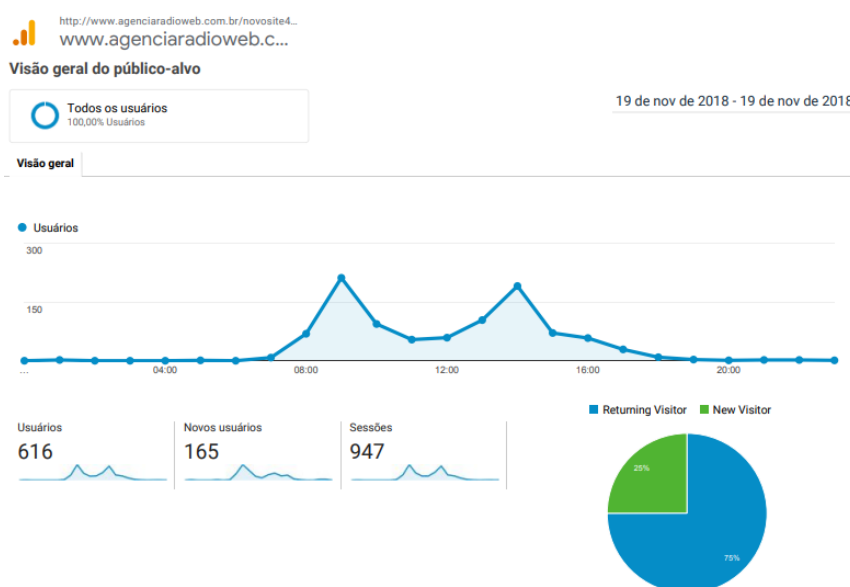 http://www.agenciaradioweb.com.br/novosite4...
www.agenciaradioweb.c...
Visão geral do público-alvo
Todos os usuários
100,00% Usuários
19 de nov de 2018 - 19 de nov de 2018
Visão geral
Usuários
300
150
...
04:00
08:00
12:00
16:00
20:00
Returning Visitor
New Visitor
Usuários
616
Novos usuários
165
Sessões
947
25%
75%